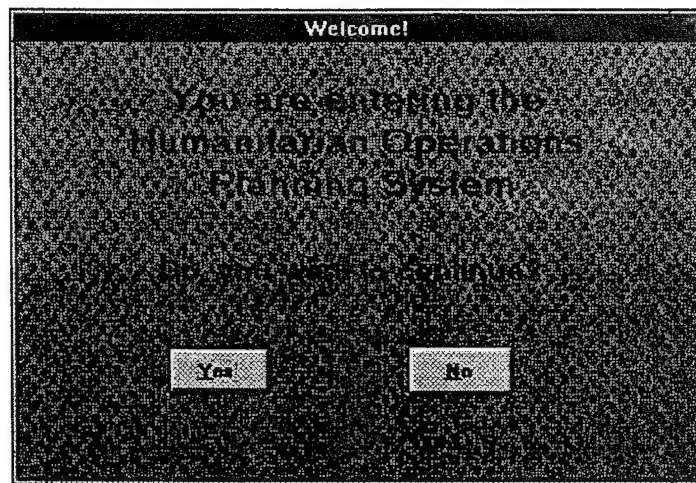 Welcome!
You are entering the
Humanitarian Operations
Planning System
Do you want to continue?
Yes
No